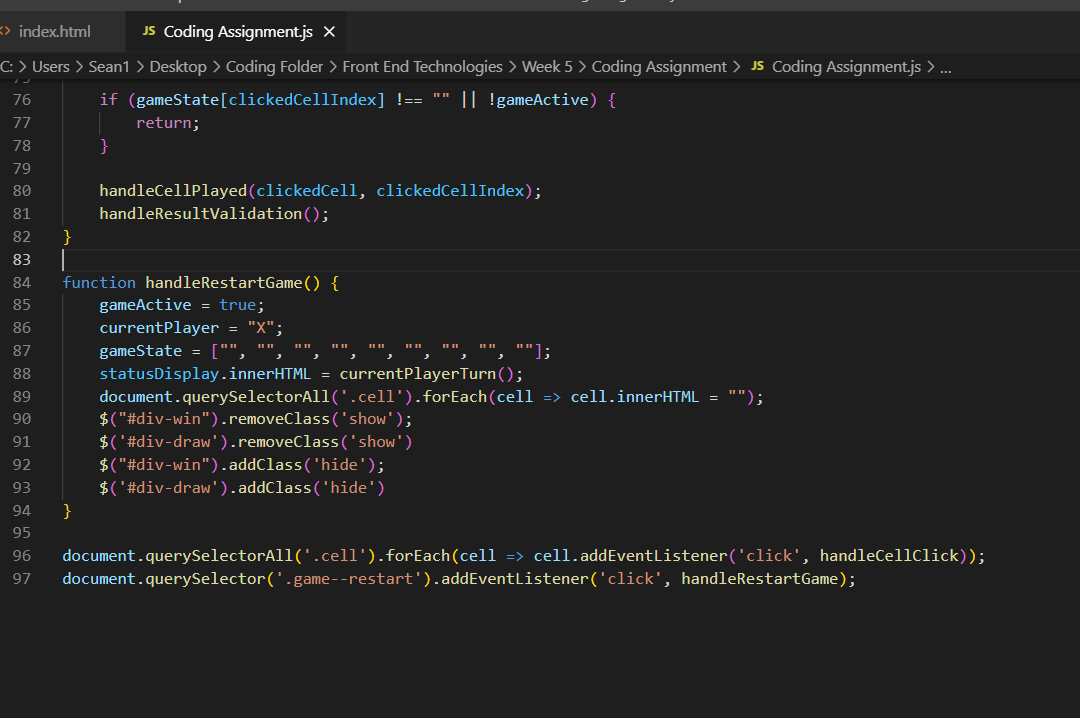 <> index.html JS Coding Assignment.js ×
C: > Users > Sean1 > Desktop > Coding Folder > Front End Technologies > Week 5 > Coding Assignment > JS Coding Assignment.js > ...
76     if (gameState[clickedCellIndex] !== "" || !gameActive) {
77         return;
78     }
79
80     handleCellPlayed(clickedCell, clickedCellIndex);
81     handleResultValidation();
82 }
83
84 function handleRestartGame() {
85     gameActive = true;
86     currentPlayer = "X";
87     gameState = ["", "", "", "", "", "", "", "", ""];
88     statusDisplay.innerHTML = currentPlayerTurn();
89     document.querySelectorAll('.cell').forEach(cell => cell.innerHTML = "");
90     $("#div-win").removeClass('show');
91     $('#div-draw').removeClass('show')
92     $("#div-win").addClass('hide');
93     $('#div-draw').addClass('hide')
94 }
95
96 document.querySelectorAll('.cell').forEach(cell => cell.addEventListener('click', handleCellClick));
97 document.querySelector('.game--restart').addEventListener('click', handleRestartGame);